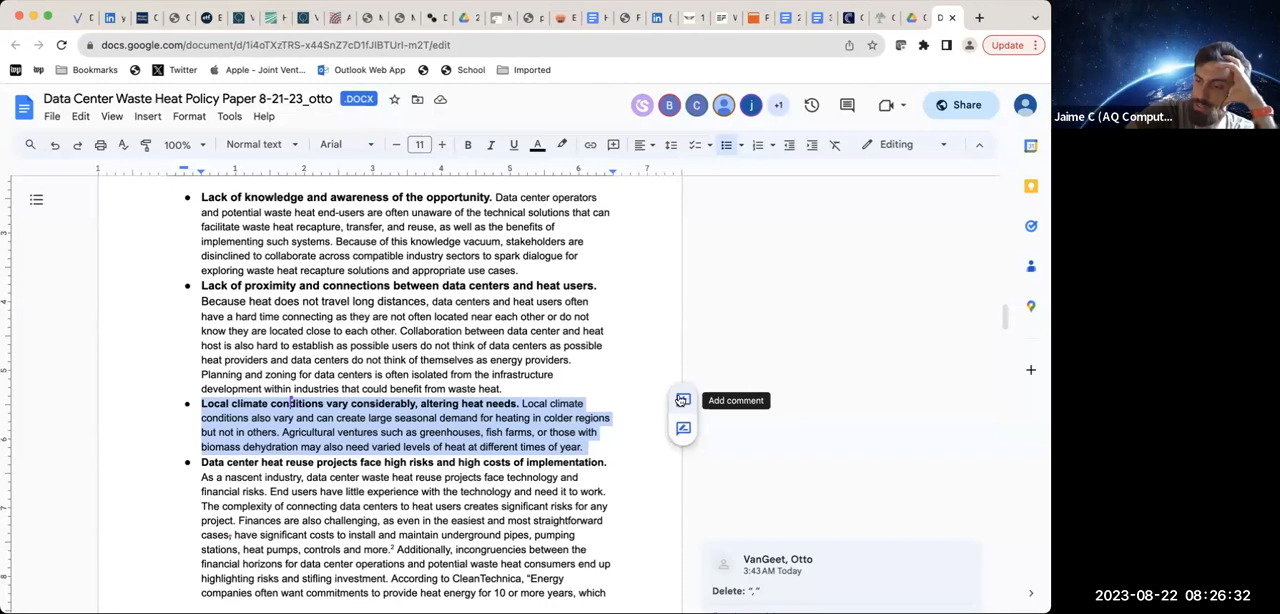 docs.google.com/document/d/1i4oTXzTRS-x44SnZ7cD1fJIBTUrI-m2T/edit
Update
Bookmarks
Twitter
Apple - Joint Vent...
Outlook Web App
School
Imported
Data Center Waste Heat Policy Paper 8-21-23_otto
.DOCX
File Edit View Insert Format Tools Help
+1
Share
100%
Normal text
Arial
11
Editing
Jaime C (AQ Comput...
● Lack of knowledge and awareness of the opportunity. Data center operators
and potential waste heat end-users are often unaware of the technical solutions that can
facilitate waste heat recapture, transfer, and reuse, as well as the benefits of
implementing such systems. Because of this knowledge vacuum, stakeholders are
disinclined to collaborate across compatible industry sectors to spark dialogue for
exploring waste heat recapture solutions and appropriate use cases.
● Lack of proximity and connections between data centers and heat users.
Because heat does not travel long distances, data centers and heat users often
have a hard time connecting as they are not often located near each other or do not
know they are located close to each other. Collaboration between data center and heat
host is also hard to establish as possible users do not think of data centers as possible
heat providers and data centers do not think of themselves as energy providers.
Planning and zoning for data centers is often isolated from the infrastructure
development within industries that could benefit from waste heat.
● Local climate conditions vary considerably, altering heat needs. Local climate
conditions also vary and can create large seasonal demand for heating in colder regions
but not in others. Agricultural ventures such as greenhouses, fish farms, or those with
biomass dehydration may also need varied levels of heat at different times of year.
● Data center heat reuse projects face high risks and high costs of implementation.
As a nascent industry, data center waste heat reuse projects face technology and
financial risks. End users have little experience with the technology and need it to work.
The complexity of connecting data centers to heat users creates significant risks for any
project. Finances are also challenging, as even in the easiest and most straightforward
cases, have significant costs to install and maintain underground pipes, pumping
stations, heat pumps, controls and more.² Additionally, incongruencies between the
financial horizons for data center operations and potential waste heat consumers end up
highlighting risks and stifling investment. According to CleanTechnica, “Energy
companies often want commitments to provide heat energy for 10 or more years, which
Add comment
VanGeet, Otto
3:43 AM Today
Delete: “,”
2023-08-22 08:26:32